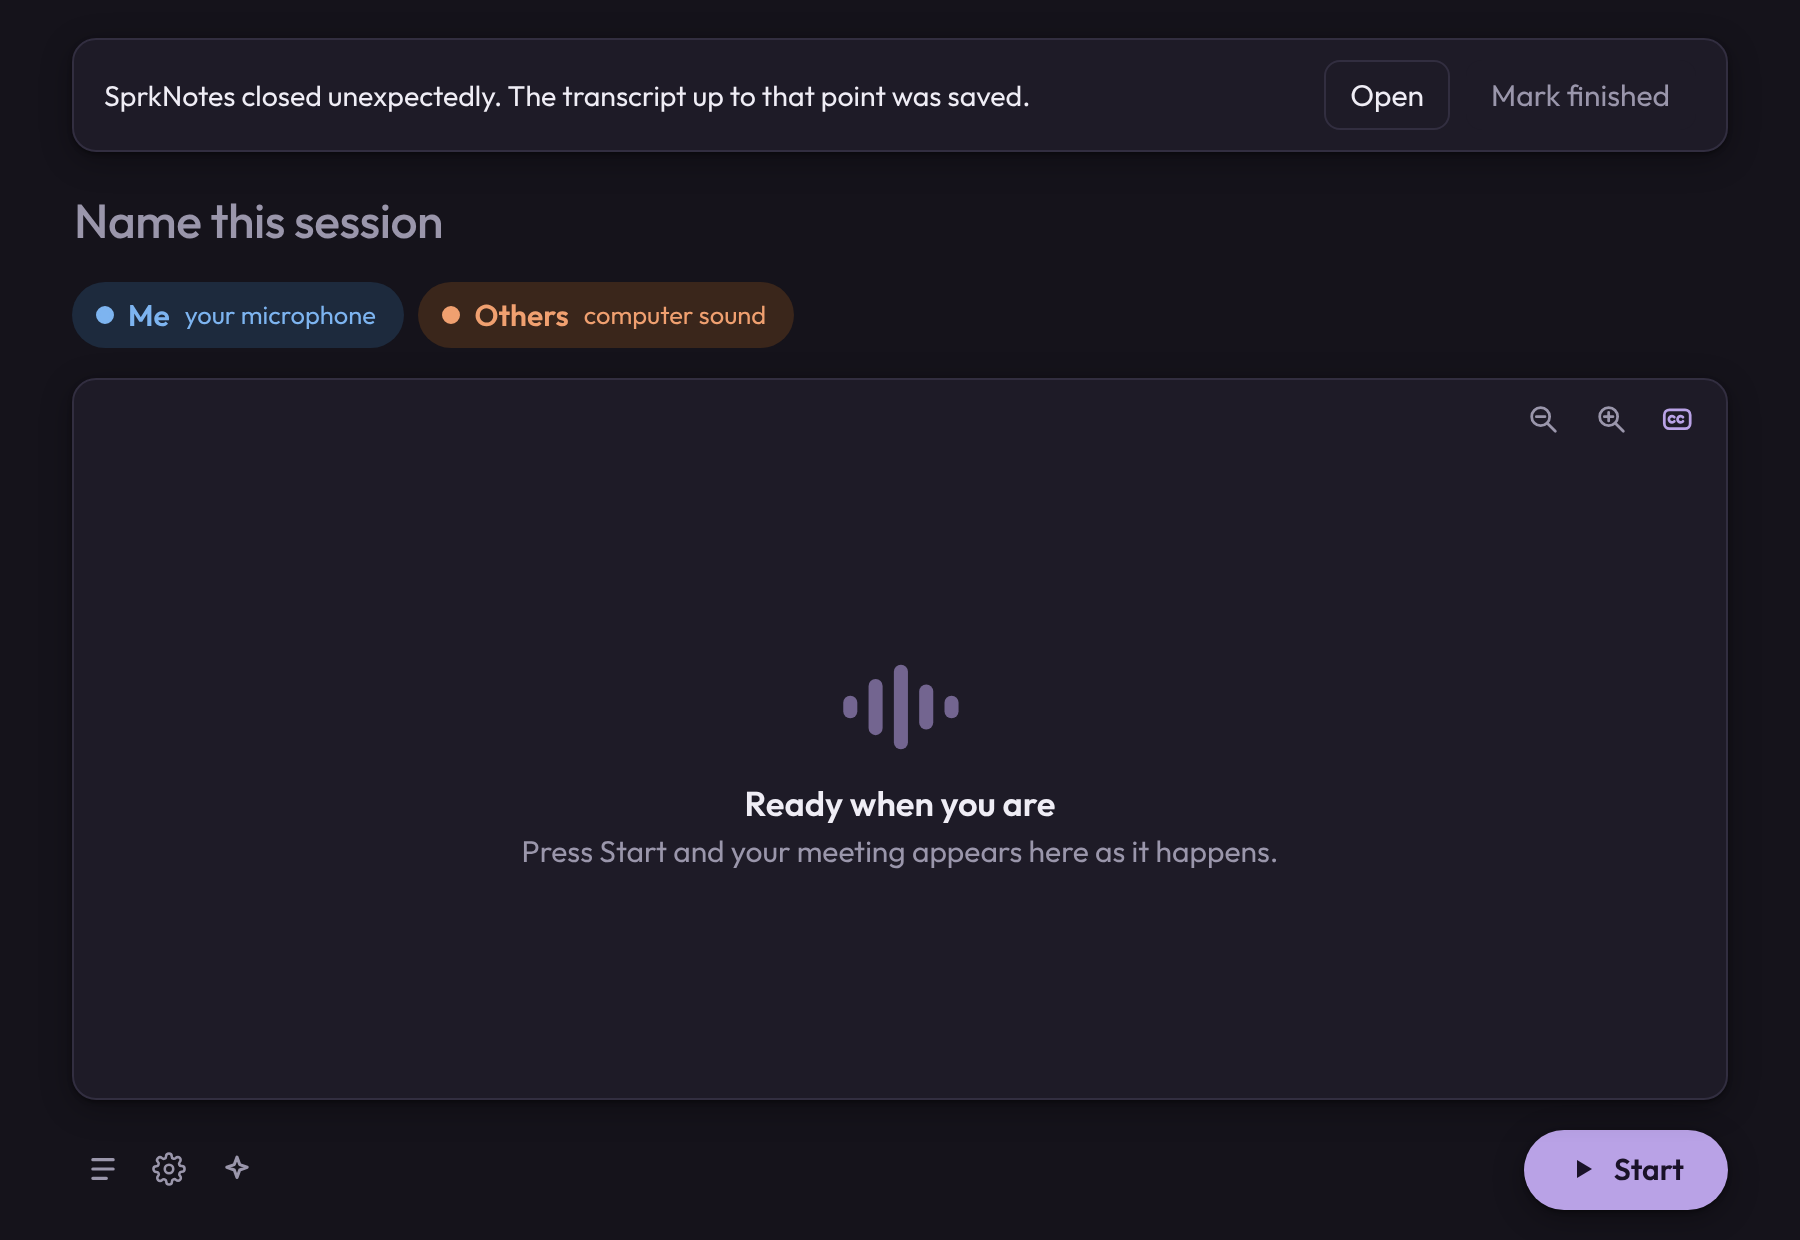 SprkNotes closed unexpectedly. The transcript up to that point was saved. Open Mark finished
Name this session
Me your microphone Others computer sound
CC
Ready when you are
Press Start and your meeting appears here as it happens.
Start